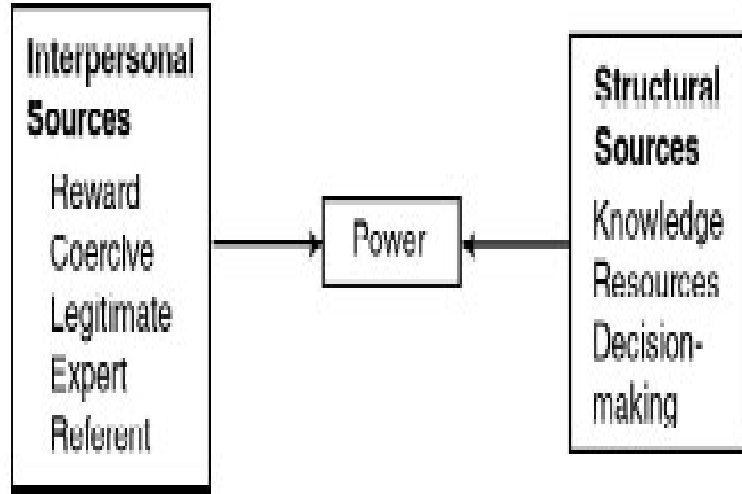 Interpersonal
Sources
Reward
Coercive
Legitimate
Expert
Referent
Power
Structural
Sources
Knowledge
Resources
Decision-
making